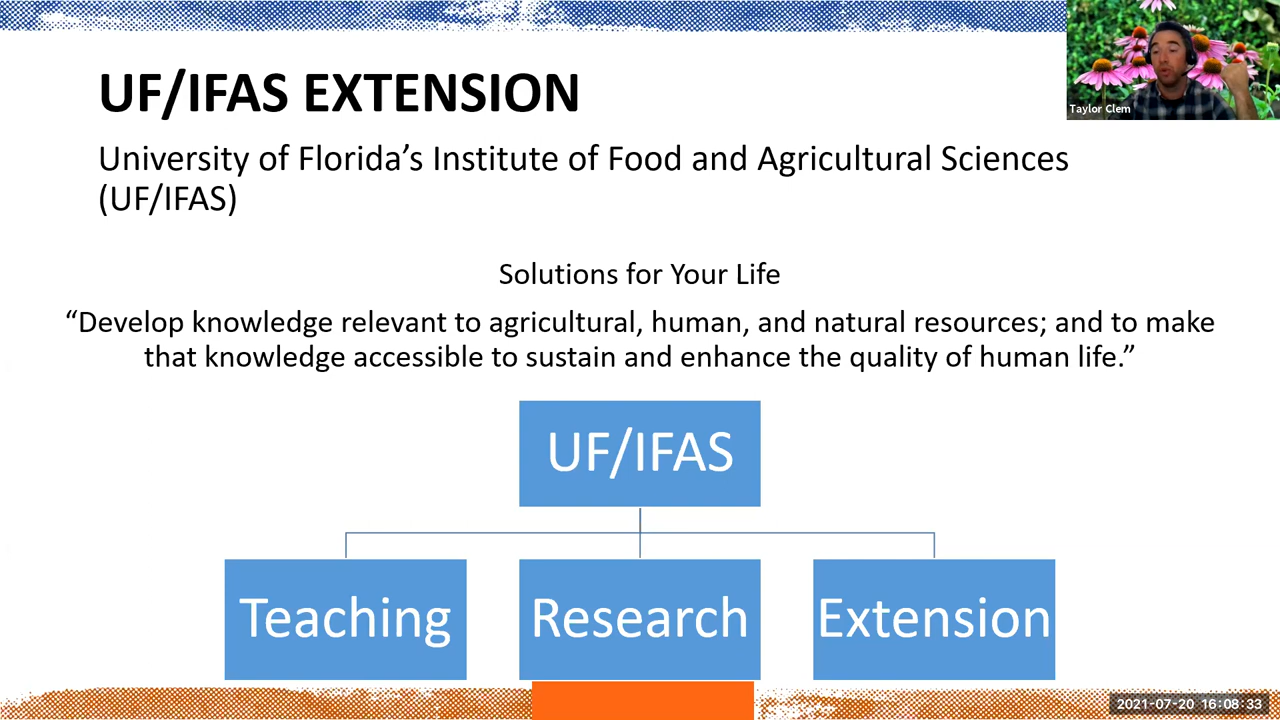 UF/IFAS EXTENSION
Taylor Clem
University of Florida’s Institute of Food and Agricultural Sciences
(UF/IFAS)
Solutions for Your Life
“Develop knowledge relevant to agricultural, human, and natural resources; and to make
that knowledge accessible to sustain and enhance the quality of human life.”
UF/IFAS
Teaching
Research
Extension
2021-07-20 16:08:33